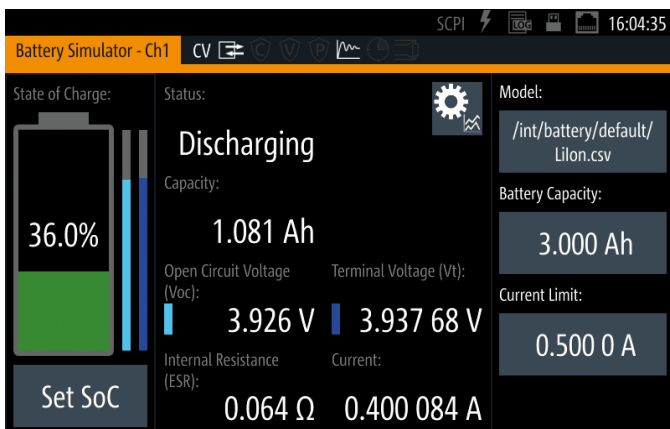 SCPI LOG 16:04:35
Battery Simulator - Ch1 CV C V P
State of Charge:
36.0%
Set SoC
Status:
Discharging
Capacity:
1.081 Ah
Open Circuit Voltage
(Voc):
3.926 V
Terminal Voltage (Vt):
3.937 68 V
Internal Resistance
(ESR):
0.064 Ω
Current:
0.400 084 A
Model:
/int/battery/default/
LiIon.csv
Battery Capacity:
3.000 Ah
Current Limit:
0.500 0 A